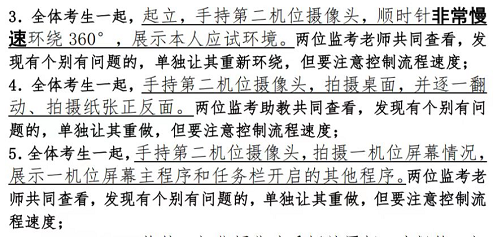 3．全体考生一起，起立，手持第二机位摄像头，顺时针非常慢
速环绕 360°，展示本人应试环境。两位监考老师共同查看，发
现有个别有问题的，单独让其重新环绕，但要注意控制流程速度；
4．全体考生一起，手持第二机位摄像头，拍摄桌面，并逐一翻
动、拍摄纸张正反面。两位监考助教共同查看，发现有个别有问
题的，单独让其重做，但要注意控制流程速度；
5．全体考生一起，手持第二机位摄像头，拍摄一机位屏幕情况，
展示一机位屏幕主程序和任务栏开启的其他程序。两位监考老
师共同查看，发现有个别有问题的，单独让其重做，但要注意控制流
程速度；